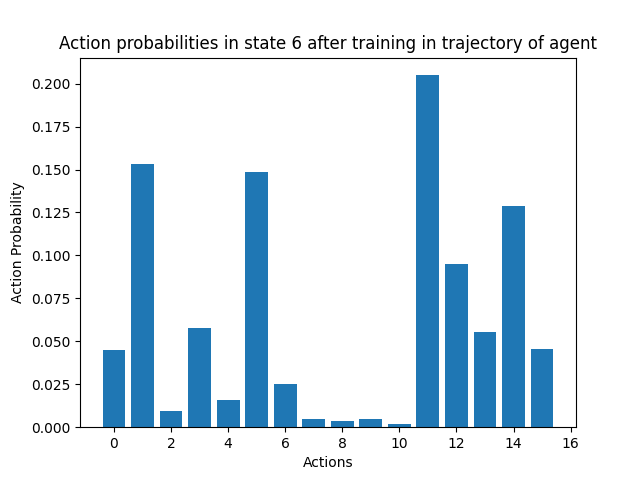 Action probabilities in state 6 after training in trajectory of agent
0.200
0.175
0.150
0.125
0.100
0.075
0.050
0.025
0.000
Action Probability
0 2 4 6 8 10 12 14 16
Actions